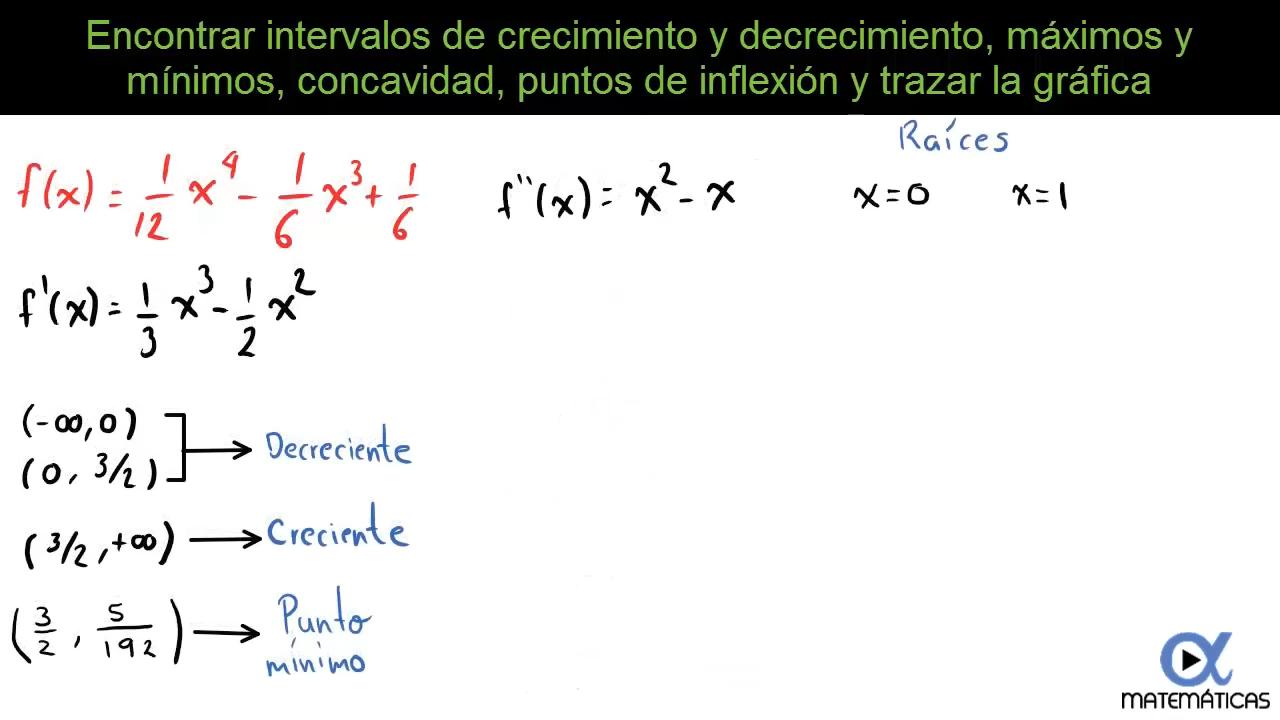 Encontrar intervalos de crecimiento y decrecimiento, máximos y
mínimos, concavidad, puntos de inflexión y trazar la gráfica
f(x) = 1/12 x⁴ - 1/6 x³ + 1/6
f'(x) = 1/3 x³ - 1/2 x²
(-∞, 0)
(0, 3/2)
Decreciente
(3/2, +∞) → Creciente
(3/2, 5/192) → Punto
mínimo
f''(x) = x² - x
Raíces
x = 0 x = 1
MATEMÁTICAS